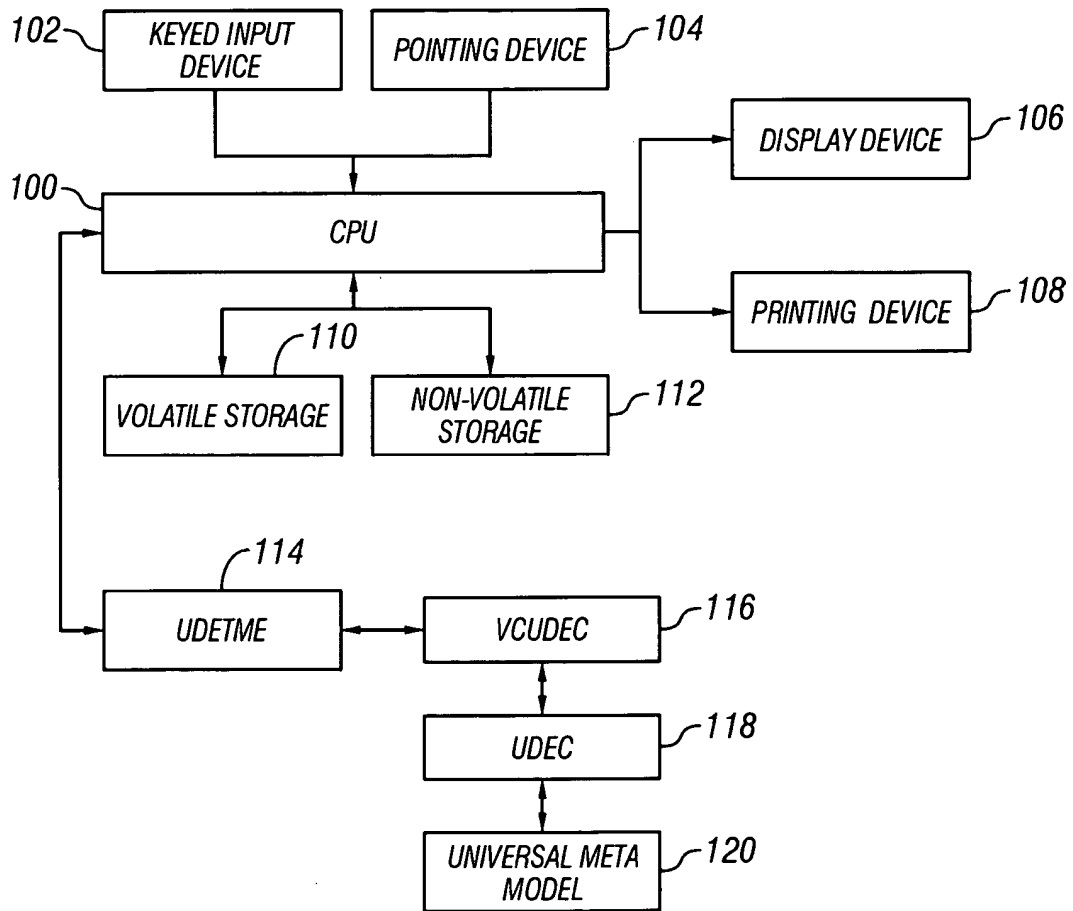 102
KEYED INPUT
DEVICE
POINTING DEVICE
104
DISPLAY DEVICE
106
100
CPU
PRINTING DEVICE
108
110
VOLATILE STORAGE
NON-VOLATILE
STORAGE
112
114
UDETME
VCUDEC
116
UDEC
118
UNIVERSAL META
MODEL
120